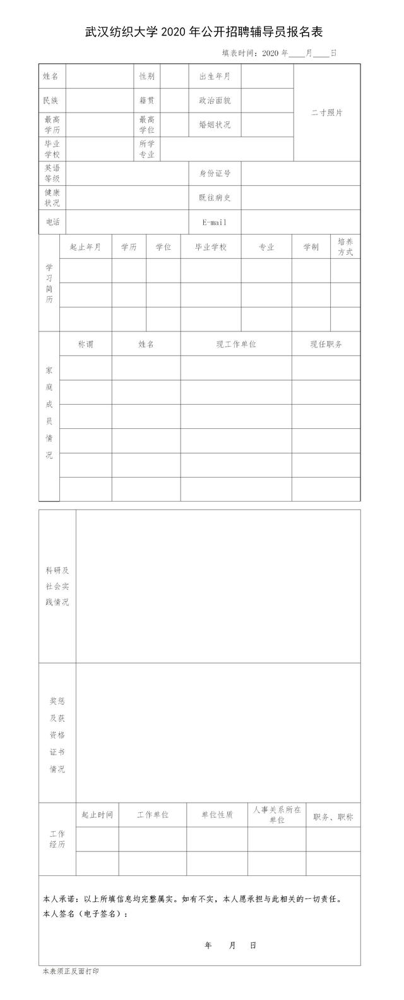 武汉纺织大学 2020 年公开招聘辅导员报名表
填表时间：2020 年____月____日
姓名 性别 出生年月
民族 籍贯 政治面貌
二寸照片
最高
学历
最高
学位
婚姻状况
毕业
学校
所学
专业
英语
等级
身份证号
健康
状况
既往病史
电话 E-mail
学
习
简
历
起止年月 学历 学位 毕业学校 专业 学制
培养
方式
家
庭
成
员
情
况
称谓 姓名 现工作单位 现任职务
科研及
社会实
践情况
奖惩
及获
资格
证书
情况
工作
经历
起止时间 工作单位 单位性质
人事关系所在
单位
职务、职称
本人承诺：以上所填信息均完整属实。如有不实，本人愿承担与此相关的一切责任。
本人签名（电子签名）：
年 月 日
本表须正反面打印